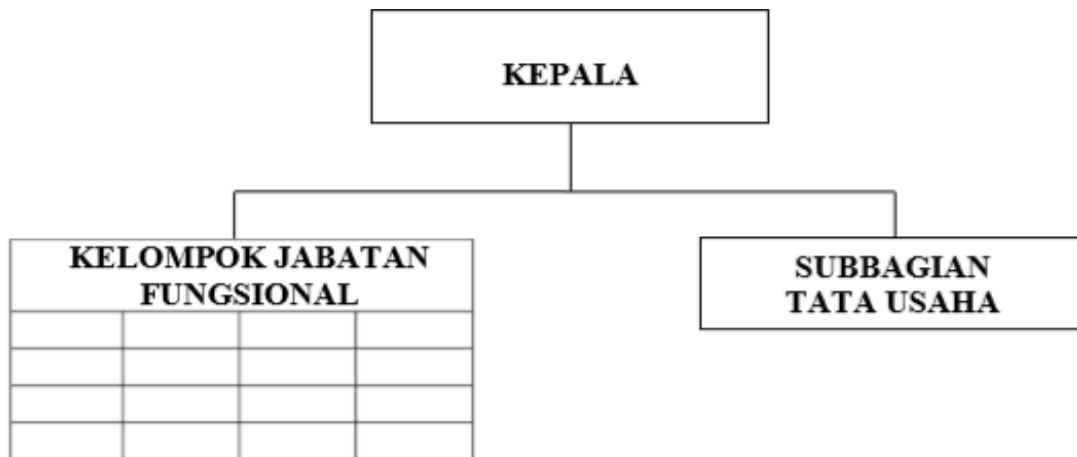 KEPALA
KELOMPOK JABATAN
FUNGSIONAL
SUBBAGIAN
TATA USAHA